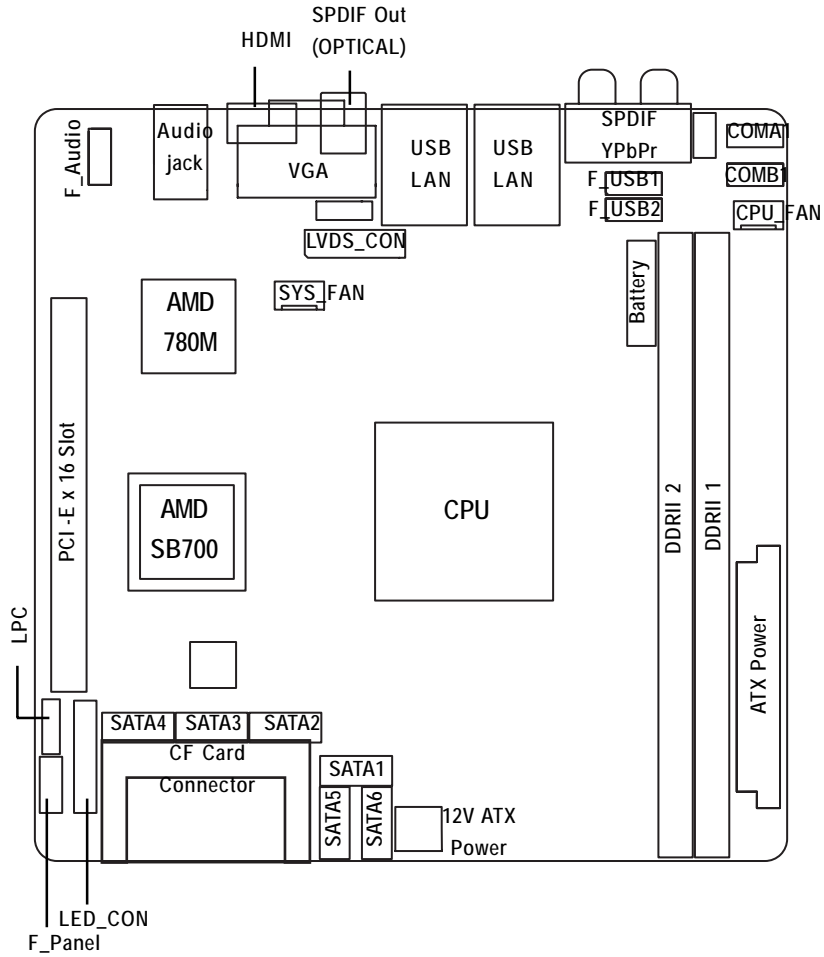 SPDIF Out
HDMI
(OPTICAL)
F_Audio
Audio
jack
VGA
USB
LAN
USB
LAN
SPDIF
YPbPr
COMA1
F_USB1
COMB1
F_USB2
CPU_FAN
LVDS_CON
SYS_FAN
Battery
AMD
780M
PCI-E x 16 Slot
AMD
SB700
CPU
DDRII 2
DDRII 1
LPC
ATX Power
SATA4
SATA3
SATA2
CF Card
Connector
SATA1
SATA5
SATA6
12V ATX
Power
LED_CON
F_Panel